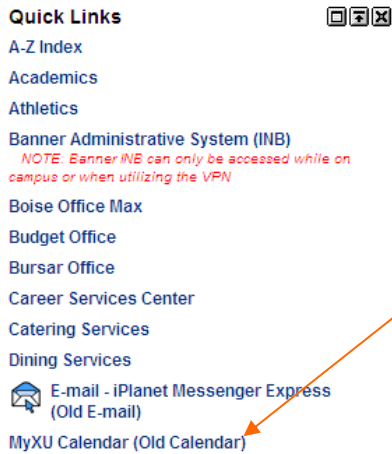 Quick Links
A-Z Index
Academics
Athletics
Banner Administrative System (INB)
NOTE: Banner INB can only be accessed while on
campus or when utilizing the VPN
Boise Office Max
Budget Office
Bursar Office
Career Services Center
Catering Services
Dining Services
E-mail - iPlanet Messenger Express
(Old E-mail)
MyXU Calendar (Old Calendar)